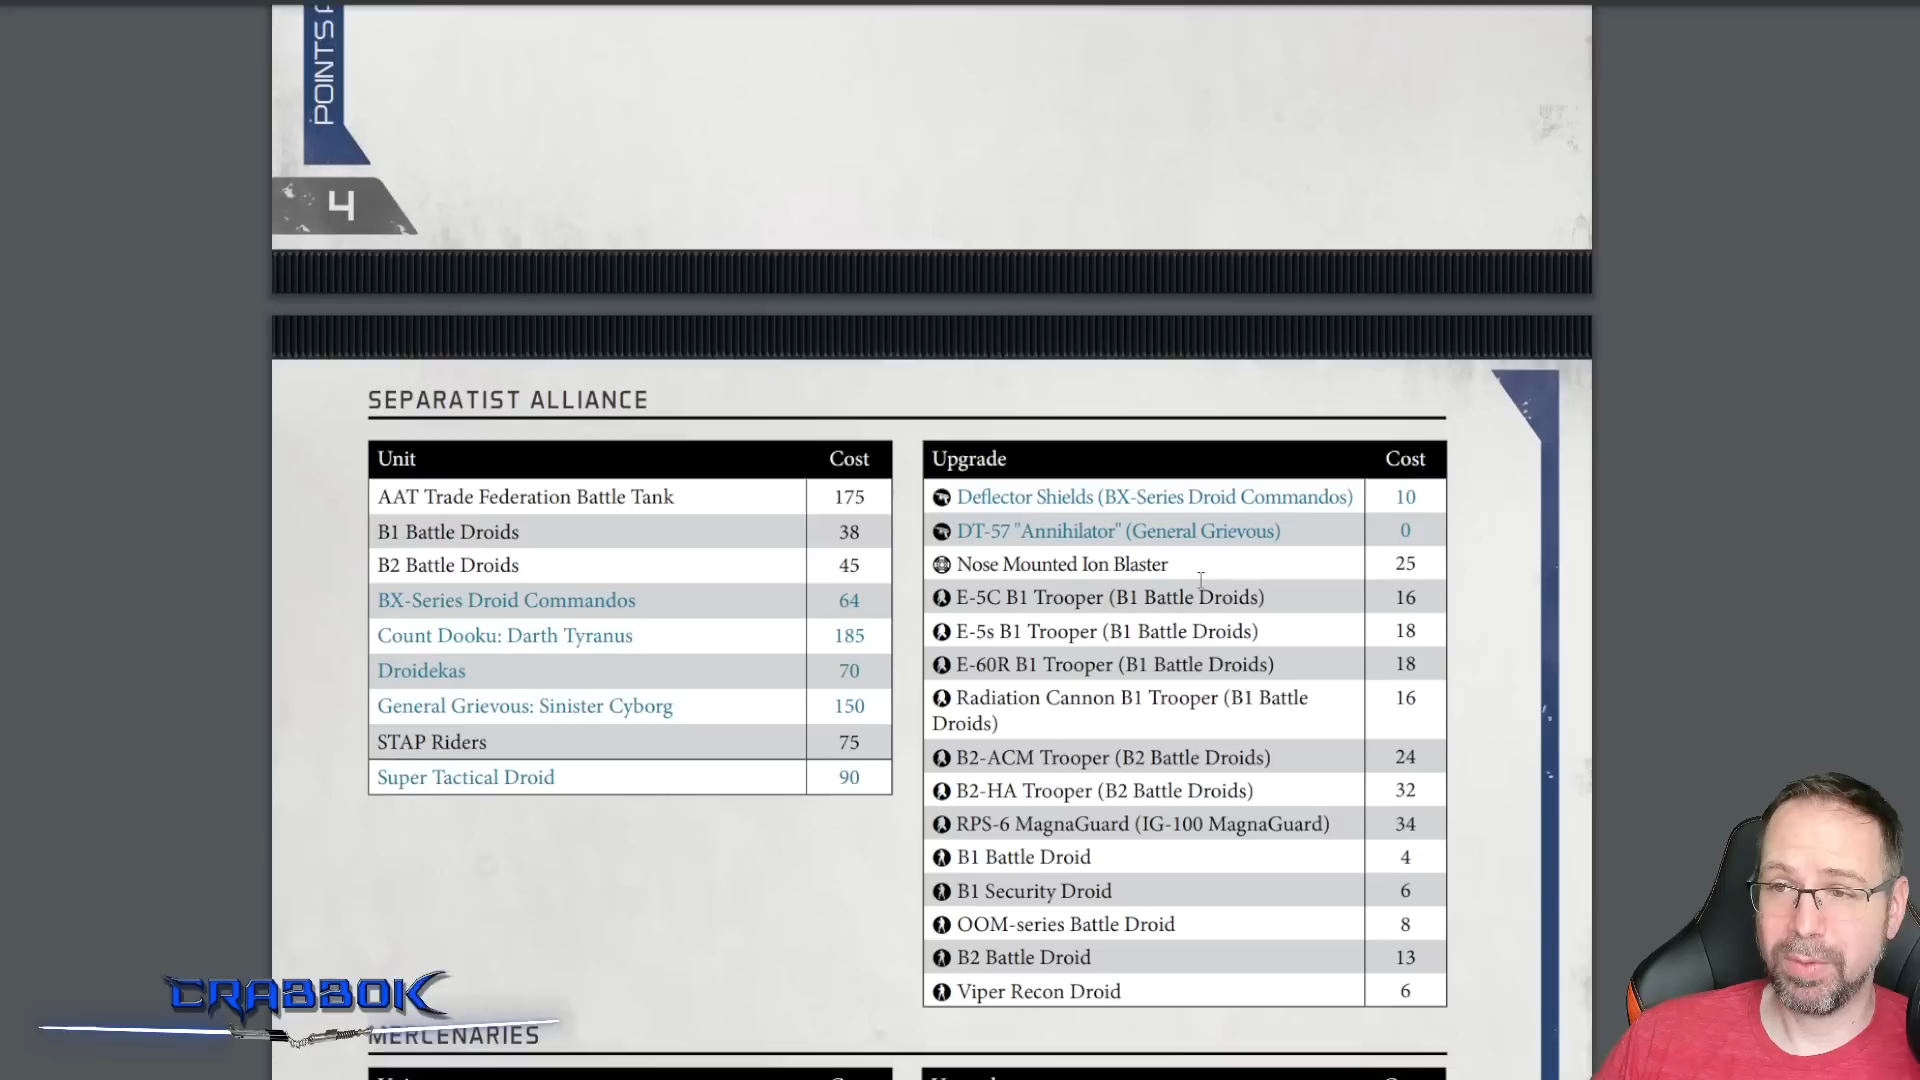 POINTS
4
SEPARATIST ALLIANCE
Unit Cost
AAT Trade Federation Battle Tank 175
B1 Battle Droids 38
B2 Battle Droids 45
BX-Series Droid Commandos 64
Count Dooku: Darth Tyranus 185
Droidekas 70
General Grievous: Sinister Cyborg 150
STAP Riders 75
Super Tactical Droid 90
Upgrade Cost
Deflector Shields (BX-Series Droid Commandos) 10
DT-57 "Annihilator" (General Grievous) 0
Nose Mounted Ion Blaster 25
E-5C B1 Trooper (B1 Battle Droids) 16
E-5s B1 Trooper (B1 Battle Droids) 18
E-60R B1 Trooper (B1 Battle Droids) 18
Radiation Cannon B1 Trooper (B1 Battle 16
Droids)
B2-ACM Trooper (B2 Battle Droids) 24
B2-HA Trooper (B2 Battle Droids) 32
RPS-6 MagnaGuard (IG-100 MagnaGuard) 34
B1 Battle Droid 4
B1 Security Droid 6
OOM-series Battle Droid 8
B2 Battle Droid 13
Viper Recon Droid 6
CRABBOK
MERCENARIES